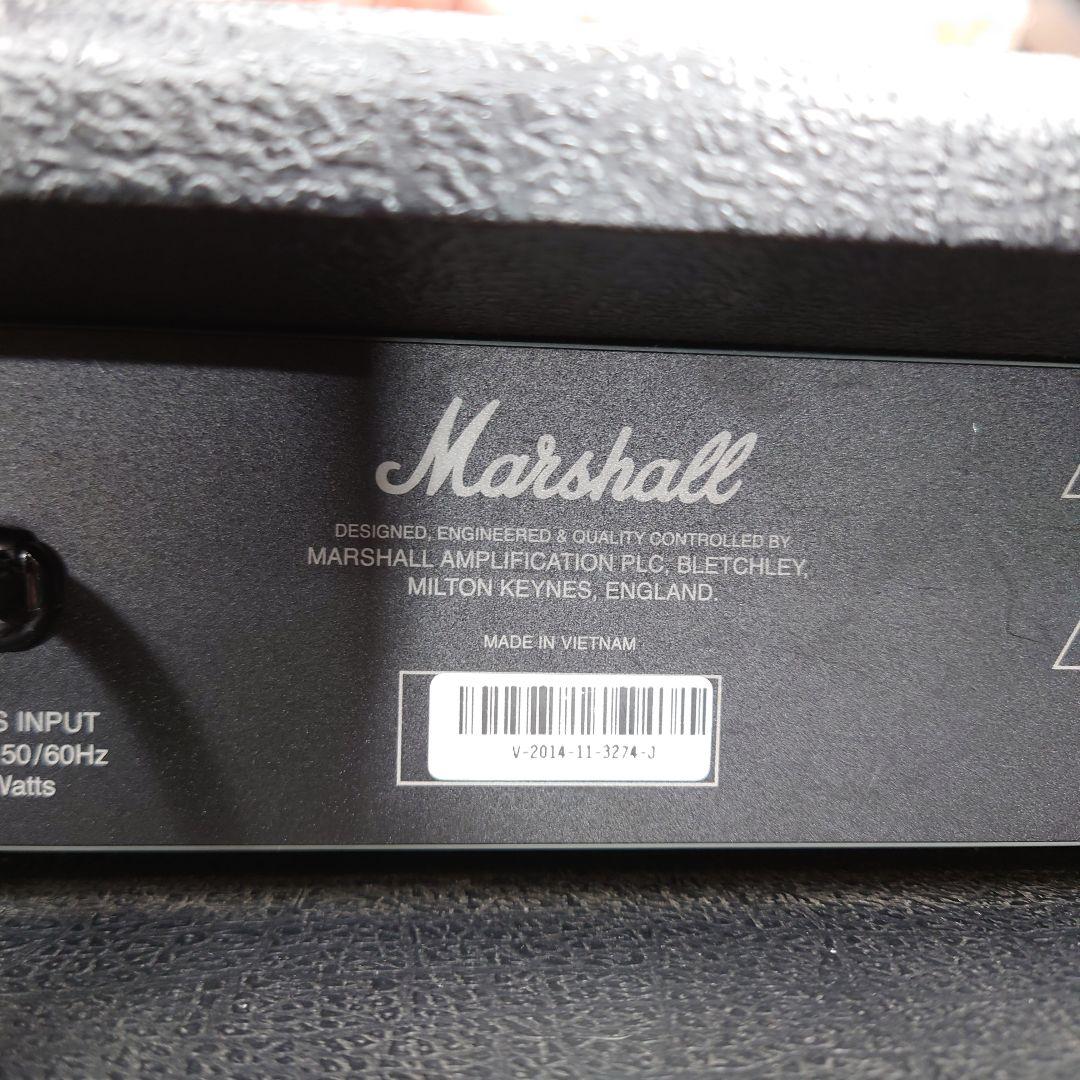 Marshall
DESIGNED, ENGINEERED & QUALITY CONTROLLED BY
MARSHALL AMPLIFICATION PLC, BLETCHLEY,
MILTON KEYNES, ENGLAND.
MADE IN VIETNAM
V-2014-11-3274-J
S INPUT
50/60Hz
Watts